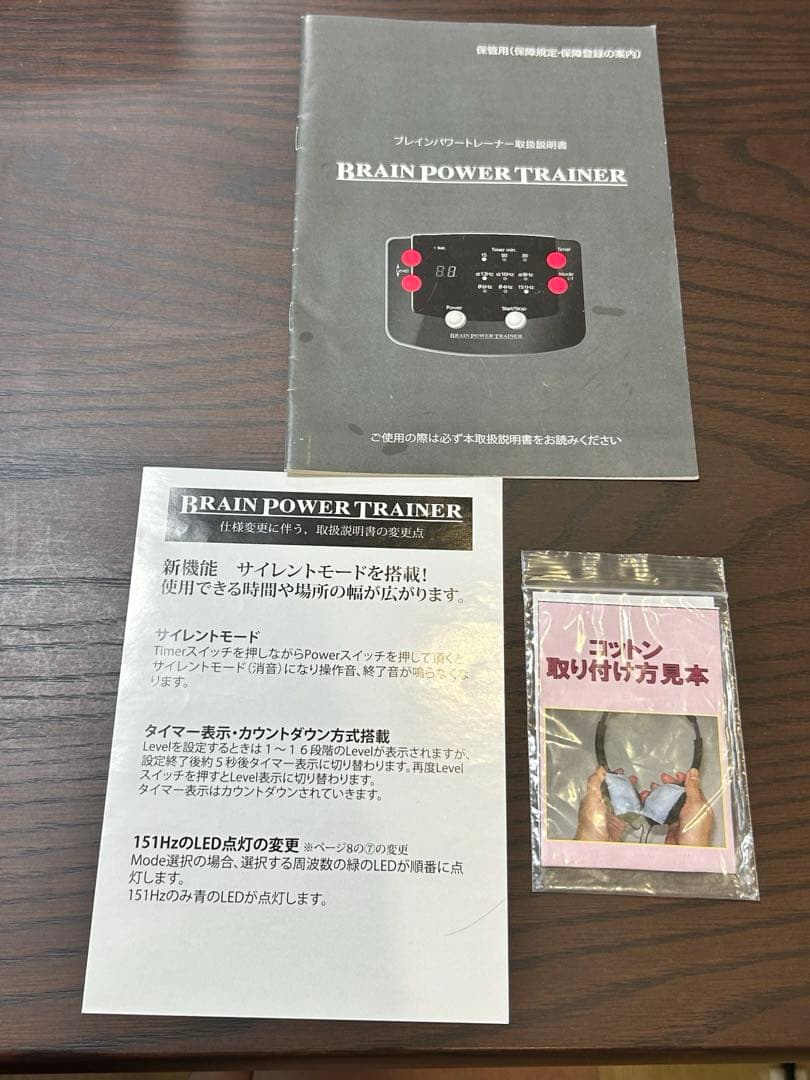 保管用(保障規定・保障登録の案内)
ブレインパワートレーナー取扱説明書
BRAIN POWER TRAINER
Timer min.
Timer
15 20 30
Level
α13Hz α10Hz α8Hz
Mode
θ6Hz θ4Hz 151Hz
Power
Start/Stop
BRAIN POWER TRAINER
ご使用の際は必ず本取扱説明書をお読みください
BRAIN POWER TRAINER
仕様変更に伴う，取扱説明書の変更点
新機能 サイレントモードを搭載!
使用できる時間や場所の幅が広がります。
サイレントモード
Timerスイッチを押しながらPowerスイッチを押して頂くと
サイレントモード(消音)になり操作音、終了音が鳴らなくな
ります。
タイマー表示・カウントダウン方式搭載
Levelを設定するときは１～１６段階のLevelが表示されますが、
設定終了後約５秒後タイマー表示に切り替わります。再度Level
スイッチを押すとLevel表示に切り替わります。
タイマー表示はカウントダウンされていきます。
151HzのLED点灯の変更 ※ページ8の⑦の変更
Mode選択の場合、選択する周波数の緑のLEDが順番に点
灯します。
151Hzのみ青のLEDが点灯します。
コットン
取り付け方見本